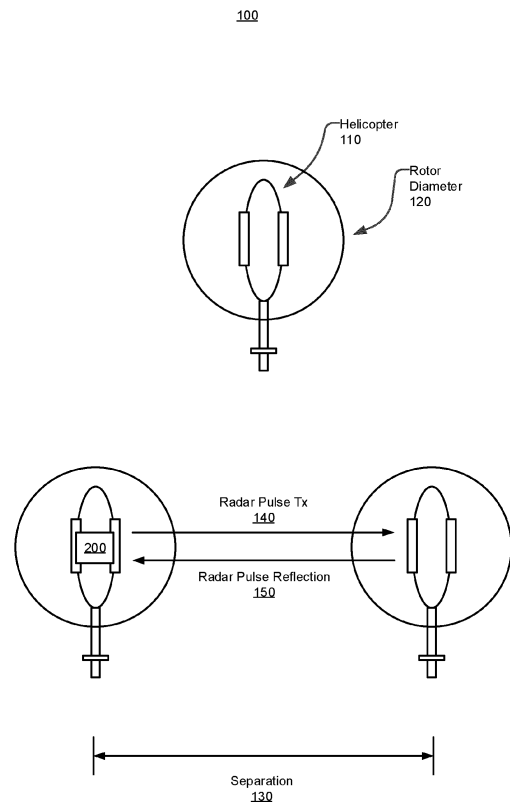 100
Helicopter
110
Rotor
Diameter
120
Radar Pulse Tx
140
200
Radar Pulse Reflection
150
Separation
130